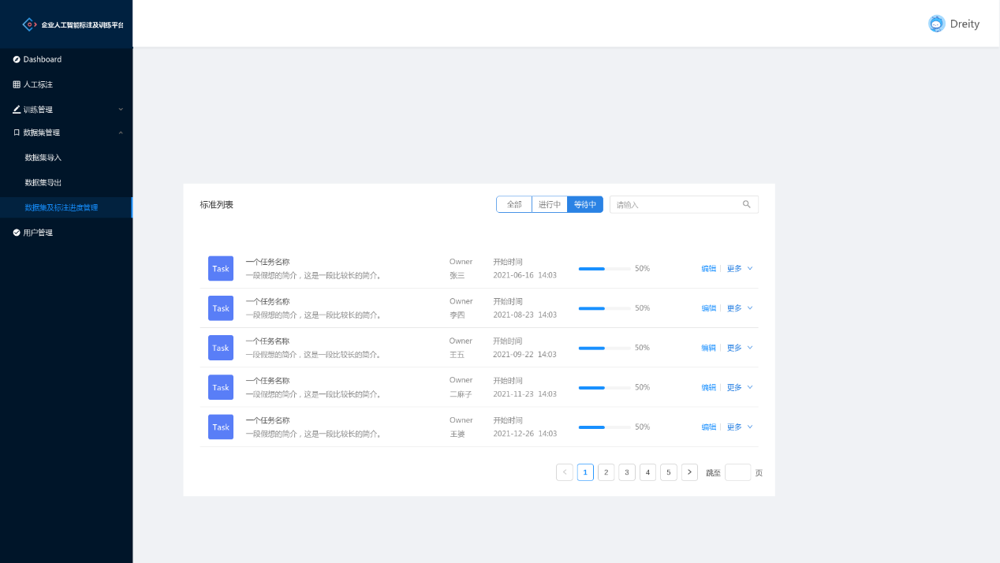 企业人工智能标注及训练平台
Dreity
Dashboard
人工标注
训练管理
数据集管理
数据集导入
数据集导出
数据集及标注进度管理
用户管理
标准列表
全部 进行中 等待中 请输入
Task 一个任务名称 Owner 开始时间
一段假想的简介，这是一段比较长的简介。 张三 2021-06-16 14:03 50% 编辑 更多
Task 一个任务名称 Owner 开始时间
一段假想的简介，这是一段比较长的简介。 李四 2021-08-23 14:03 50% 编辑 更多
Task 一个任务名称 Owner 开始时间
一段假想的简介，这是一段比较长的简介。 王五 2021-09-22 14:03 50% 编辑 更多
Task 一个任务名称 Owner 开始时间
一段假想的简介，这是一段比较长的简介。 二麻子 2021-11-23 14:03 50% 编辑 更多
Task 一个任务名称 Owner 开始时间
一段假想的简介，这是一段比较长的简介。 王婆 2021-12-26 14:03 50% 编辑 更多
1 2 3 4 5 跳至 页